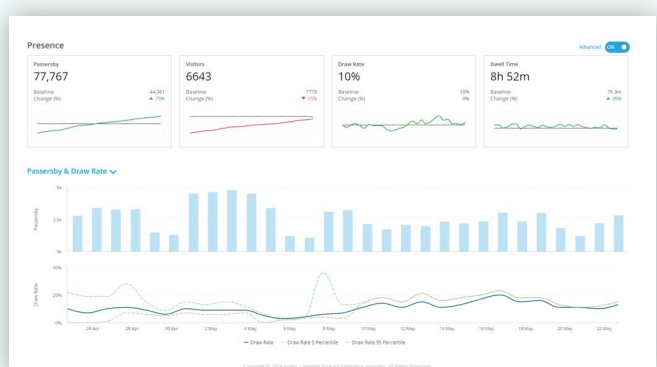 Presence
Advanced ON
Passersby
77,767
Baseline 44,361
Change (%) 75%
Visitors
6643
Baseline 7779
Change (%) 15%
Draw Rate
10%
Baseline 10%
Change (%) 0%
Dwell Time
8h 52m
Baseline 7h 3m
Change (%) 26%
Passersby & Draw Rate
Passersby
5k
2.5k
0k
Draw Rate
40%
20%
0%
26 Apr 28 Apr 30 Apr 2 May 4 May 6 May 8 May 10 May 12 May 14 May 16 May 18 May 20 May 22 May
Draw Rate Draw Rate 5 Percentile Draw Rate 95 Percentile